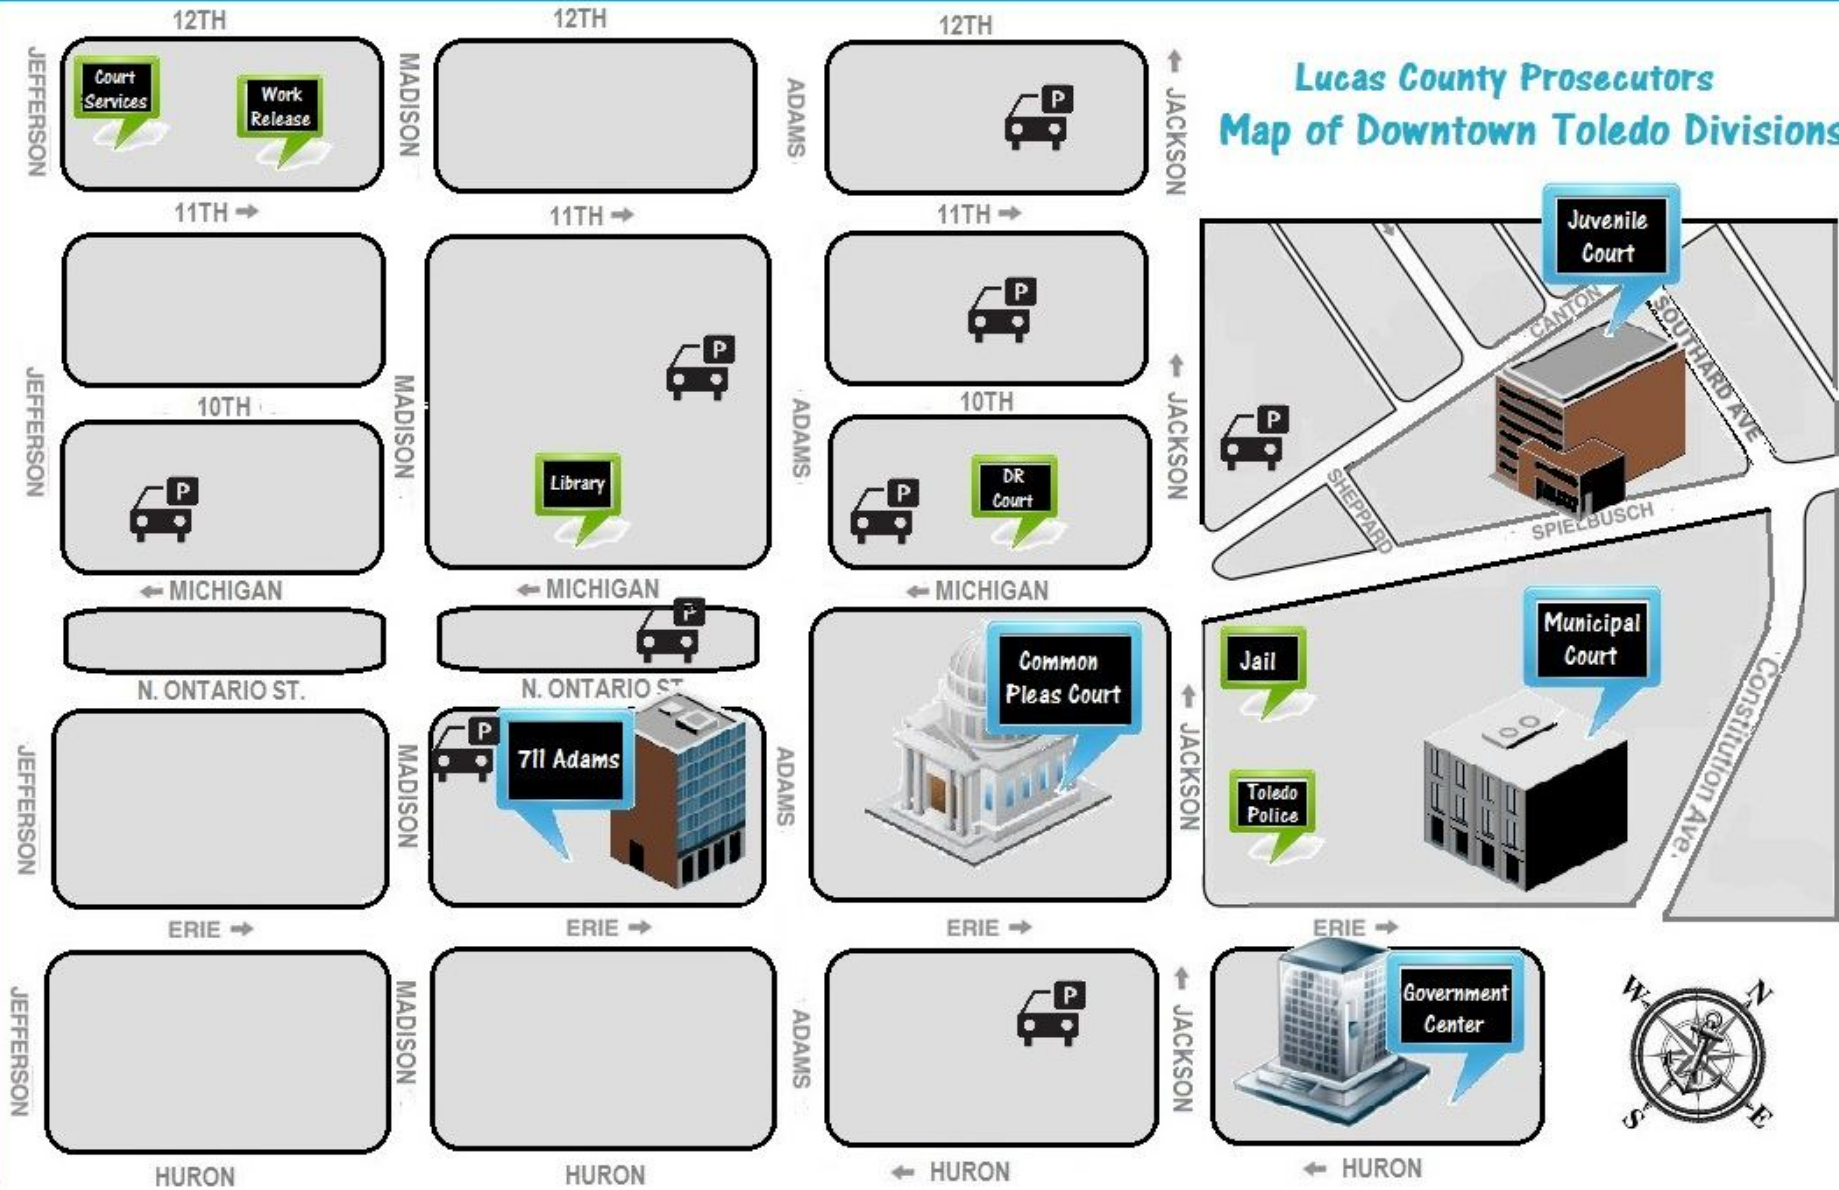 12TH
12TH
12TH
JEFFERSON
Court
Services
Work
Release
MADISON
ADAMS
P
JACKSON
Lucas County Prosecutors
Map of Downtown Toledo Divisions
11TH →
11TH →
11TH →
Juvenile
Court
JEFFERSON
MADISON
P
ADAMS
P
JACKSON
CANTON
SOUTHARD AVE
10TH
10TH
P
P
Library
P
DR
Court
SHEPPARD
SPIELBUSCH
← MICHIGAN
← MICHIGAN
← MICHIGAN
P
Common
Pleas Court
Jail
Municipal
Court
N. ONTARIO ST.
N. ONTARIO ST
JEFFERSON
MADISON
P
711 Adams
ADAMS
JACKSON
Toledo
Police
Constitution Ave.
ERIE →
ERIE →
ERIE →
ERIE →
JEFFERSON
MADISON
ADAMS
P
JACKSON
Government
Center
W
N
S
E
HURON
HURON
← HURON
← HURON